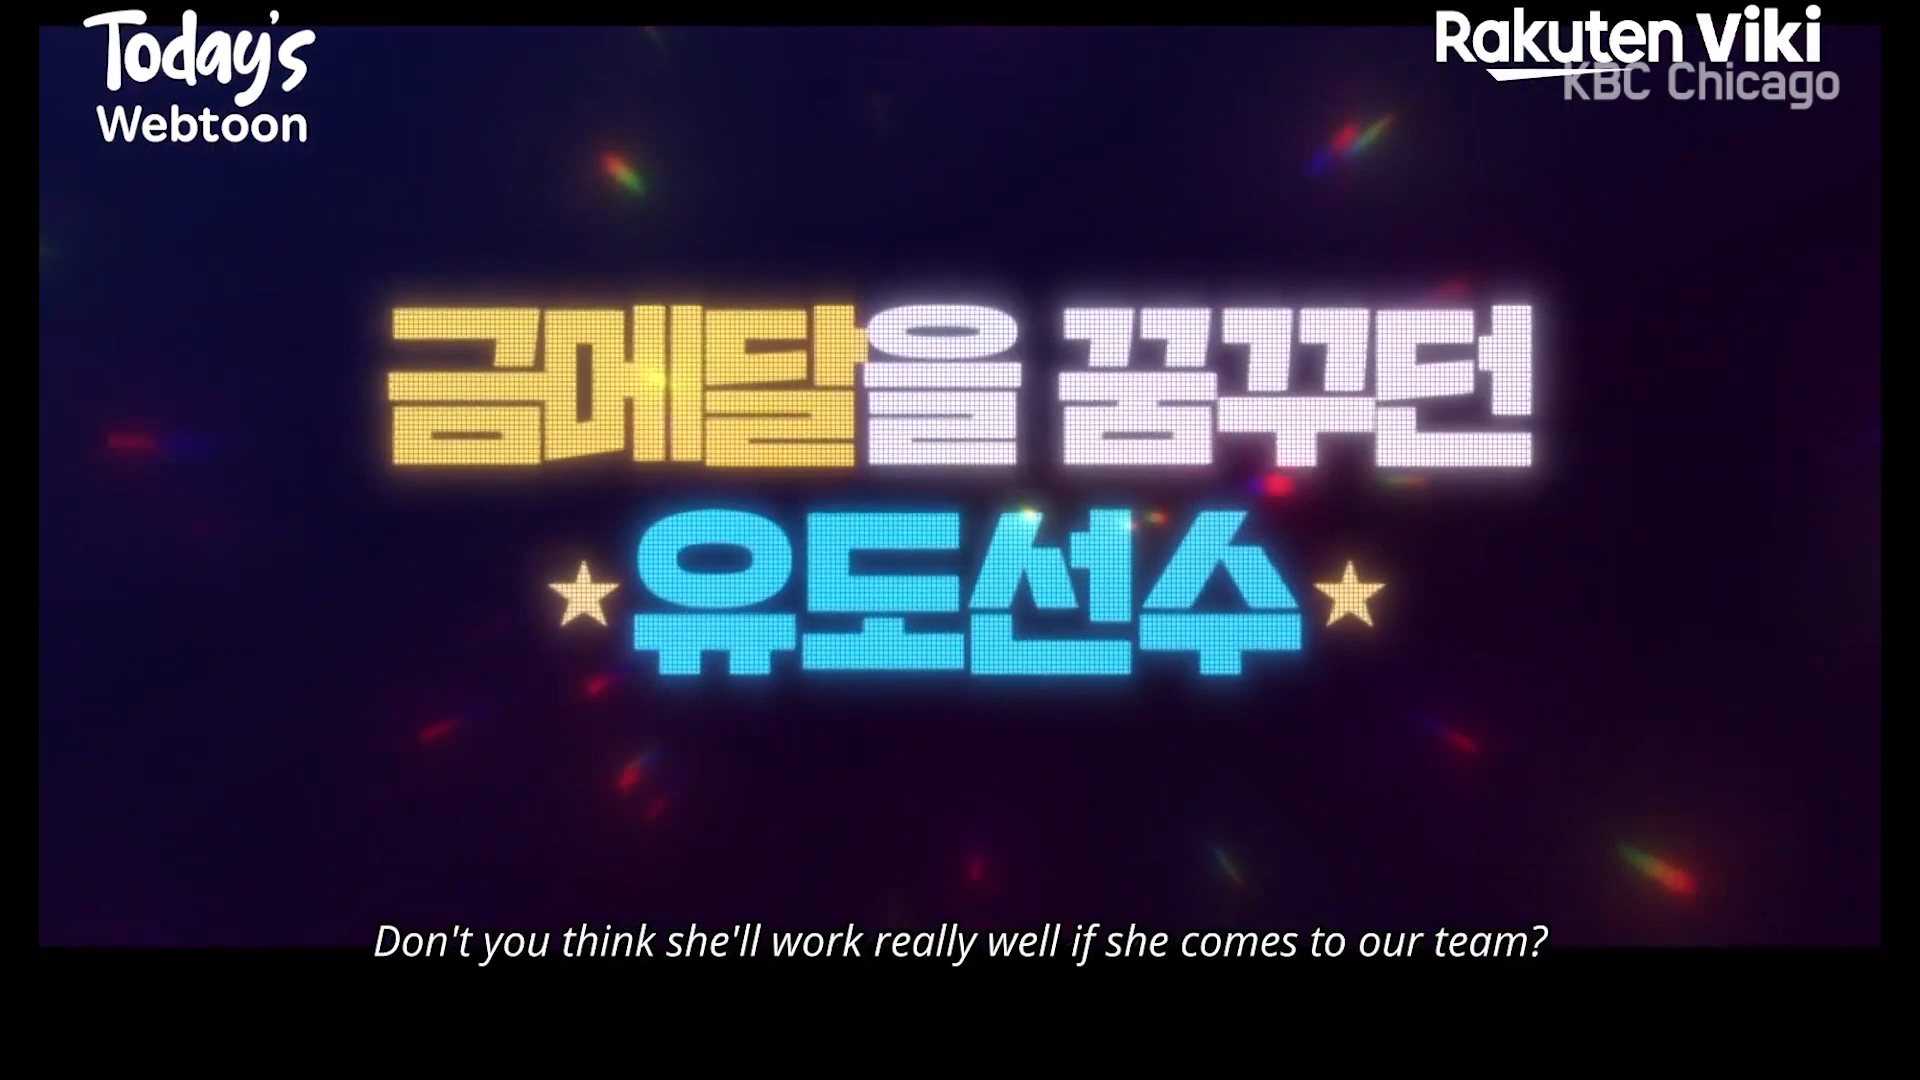 Today's
Webtoon
Rakuten Viki
KBC Chicago
금메달을 꿈꾸던
유도선수
Don't you think she'll work really well if she comes to our team?